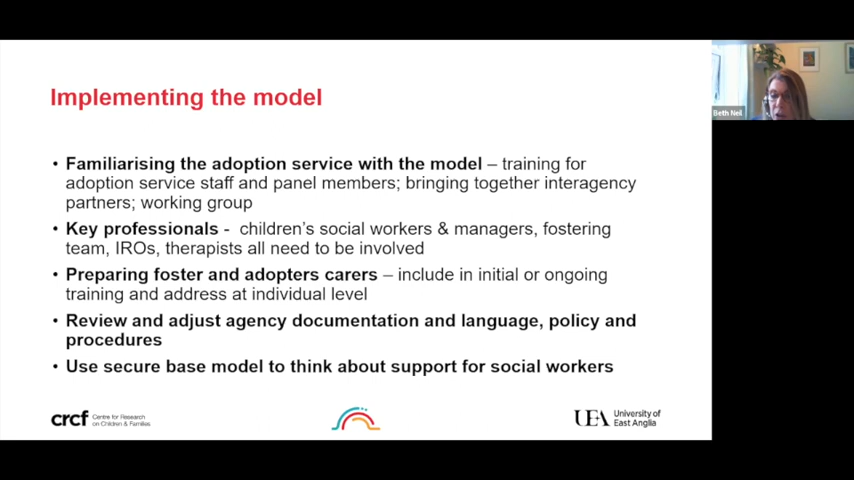 Implementing the model
• Familiarising the adoption service with the model – training for
adoption service staff and panel members; bringing together interagency
partners; working group
• Key professionals - children's social workers & managers, fostering
team, IROs, therapists all need to be involved
• Preparing foster and adopters carers – include in initial or ongoing
training and address at individual level
• Review and adjust agency documentation and language, policy and
procedures
• Use secure base model to think about support for social workers
crcf Centre for Research
on Children & Families
UEA University of
East Anglia
Beth Neil